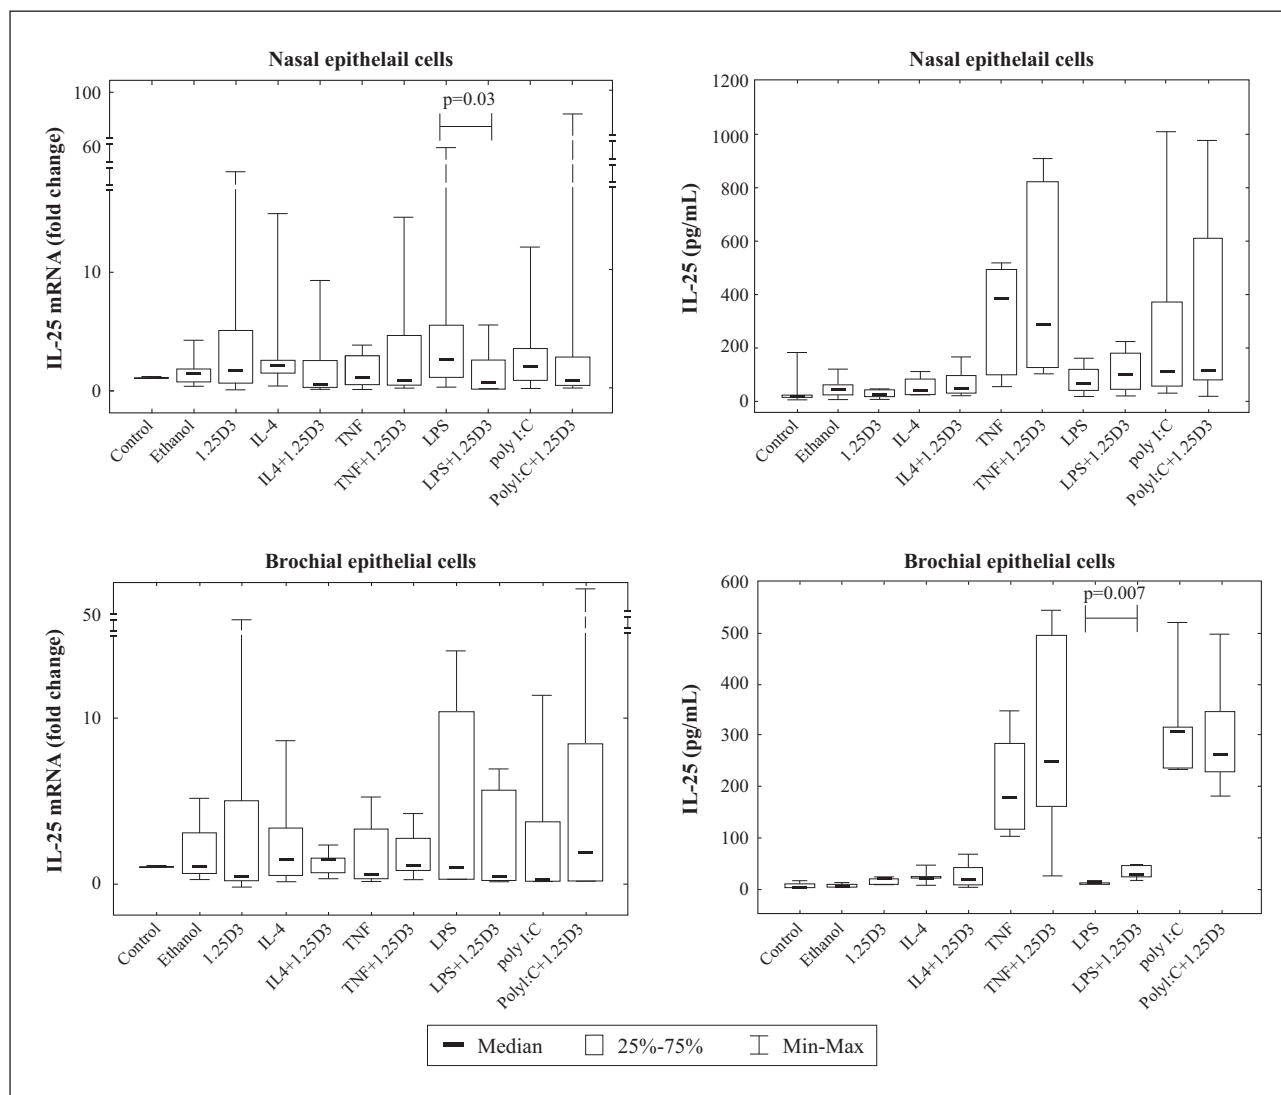 Nasal epithelail cells
IL-25 mRNA (fold change)
100
60
10
0
p=0.03
Control
Ethanol
1.25D3
IL-4
IL4+1.25D3
TNF
TNF+1.25D3
LPS
LPS+1.25D3
poly I:C
PolyI:C+1.25D3
Nasal epithelail cells
IL-25 (pg/mL)
1200
1000
800
600
400
200
0
Control
Ethanol
1.25D3
IL-4
IL4+1.25D3
TNF
TNF+1.25D3
LPS
LPS+1.25D3
poly I:C
PolyI:C+1.25D3
Brochial epithelial cells
IL-25 mRNA (fold change)
50
10
0
Control
Ethanol
1.25D3
IL-4
IL4+1.25D3
TNF
TNF+1.25D3
LPS
LPS+1.25D3
poly I:C
PolyI:C+1.25D3
Brochial epithelial cells
IL-25 (pg/mL)
600
500
400
300
200
100
0
p=0.007
Control
Ethanol
1.25D3
IL-4
IL4+1.25D3
TNF
TNF+1.25D3
LPS
LPS+1.25D3
poly I:C
PolyI:C+1.25D3
Median
25%-75%
Min-Max